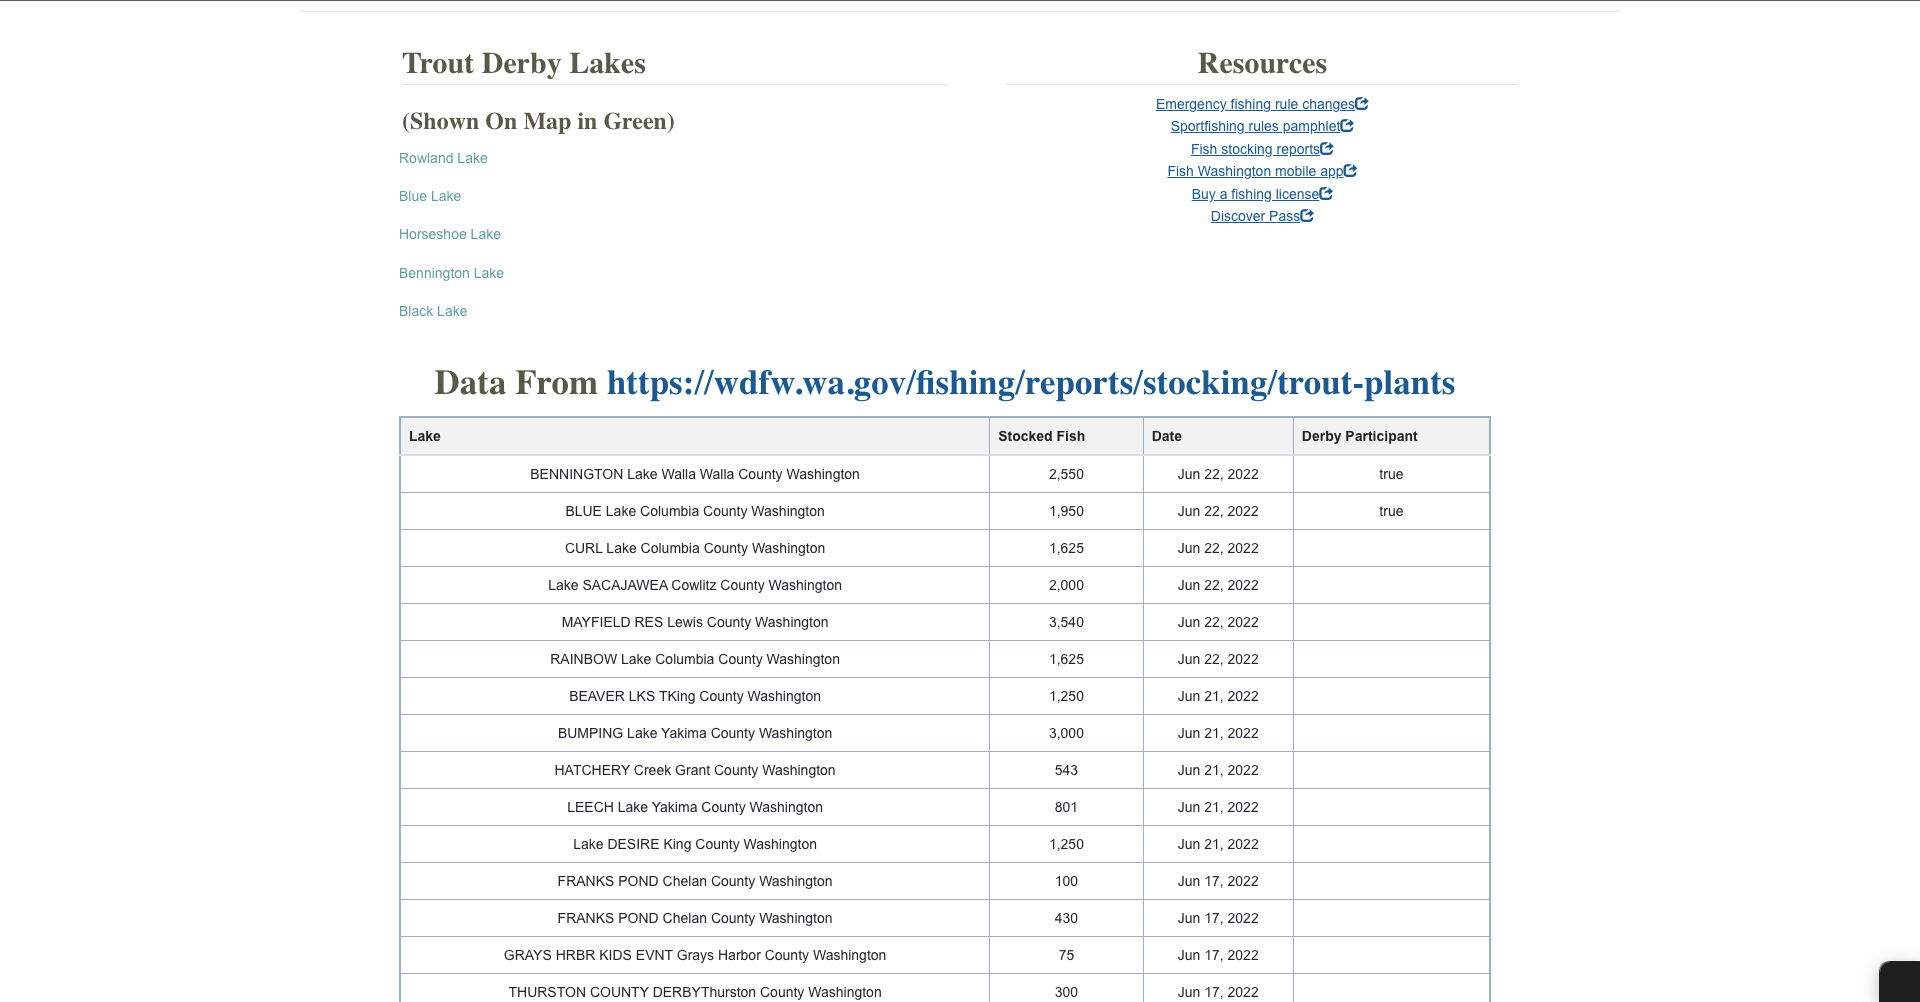 Trout Derby Lakes
(Shown On Map in Green)
Rowland Lake
Blue Lake
Horseshoe Lake
Bennington Lake
Black Lake
Resources
Emergency fishing rule changes
Sportfishing rules pamphlet
Fish stocking reports
Fish Washington mobile app
Buy a fishing license
Discover Pass
Data From https://wdfw.wa.gov/fishing/reports/stocking/trout-plants
Lake Stocked Fish Date Derby Participant
BENNINGTON Lake Walla Walla County Washington 2,550 Jun 22, 2022 true
BLUE Lake Columbia County Washington 1,950 Jun 22, 2022 true
CURL Lake Columbia County Washington 1,625 Jun 22, 2022
Lake SACAJAWEA Cowlitz County Washington 2,000 Jun 22, 2022
MAYFIELD RES Lewis County Washington 3,540 Jun 22, 2022
RAINBOW Lake Columbia County Washington 1,625 Jun 22, 2022
BEAVER LKS TKing County Washington 1,250 Jun 21, 2022
BUMPING Lake Yakima County Washington 3,000 Jun 21, 2022
HATCHERY Creek Grant County Washington 543 Jun 21, 2022
LEECH Lake Yakima County Washington 801 Jun 21, 2022
Lake DESIRE King County Washington 1,250 Jun 21, 2022
FRANKS POND Chelan County Washington 100 Jun 17, 2022
FRANKS POND Chelan County Washington 430 Jun 17, 2022
GRAYS HRBR KIDS EVNT Grays Harbor County Washington 75 Jun 17, 2022
THURSTON COUNTY DERBYThurston County Washington 300 Jun 17, 2022